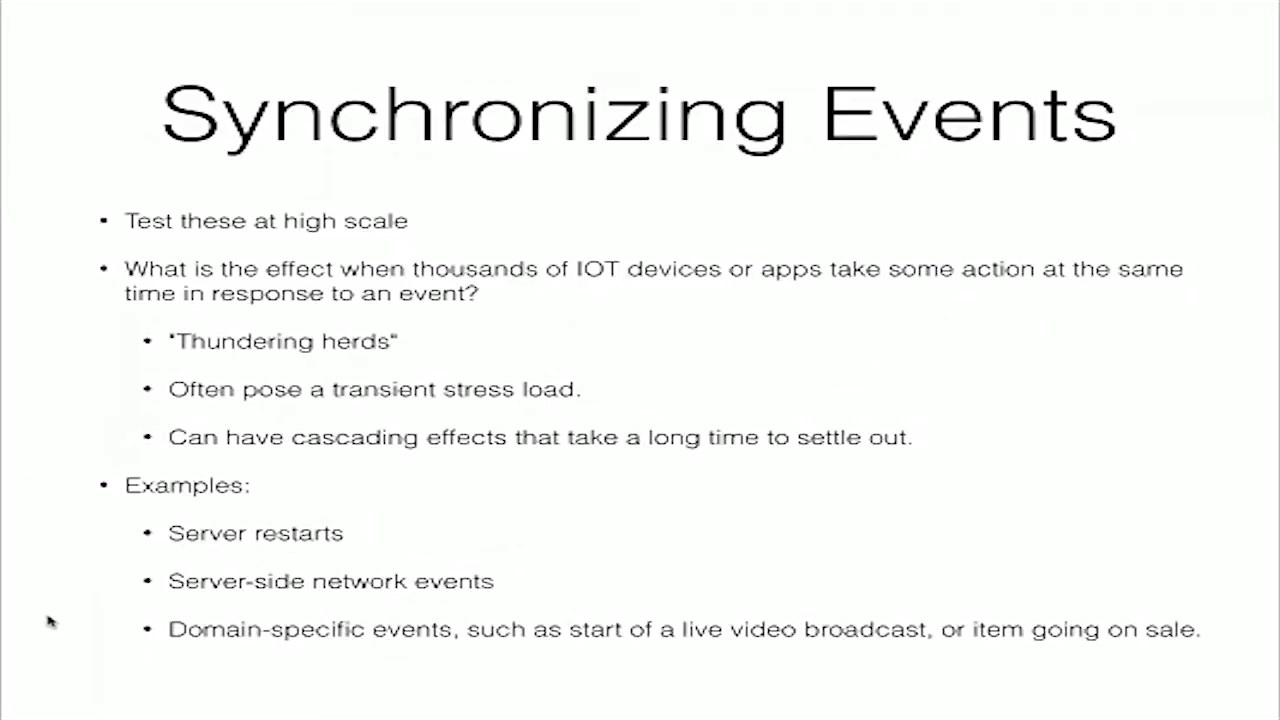 Synchronizing Events
• Test these at high scale
• What is the effect when thousands of IOT devices or apps take some action at the same
time in response to an event?
• "Thundering herds"
• Often pose a transient stress load.
• Can have cascading effects that take a long time to settle out.
• Examples:
• Server restarts
• Server-side network events
• Domain-specific events, such as start of a live video broadcast, or item going on sale.